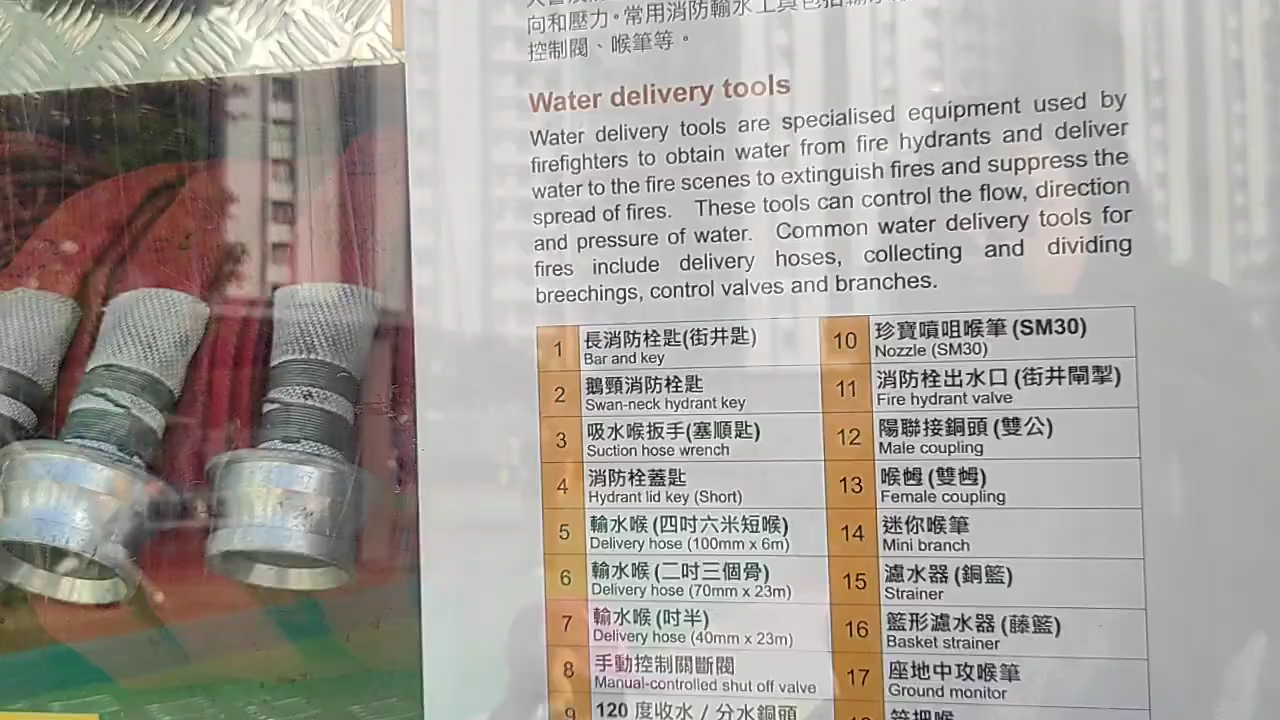 向和壓力。常用消防輸水工具包括輸水
控制閥、喉筆等。
Water delivery tools
Water delivery tools are specialised equipment used by
firefighters to obtain water from fire hydrants and deliver
water to the fire scenes to extinguish fires and suppress the
spread of fires. These tools can control the flow, direction
and pressure of water. Common water delivery tools for
fires include delivery hoses, collecting and dividing
breechings, control valves and branches.
1 長消防栓匙(街井匙)
Bar and key
2 鵝頸消防栓匙
Swan-neck hydrant key
3 吸水喉扳手(塞順匙)
Suction hose wrench
4 消防栓蓋匙
Hydrant lid key (Short)
5 輸水喉 (四吋六米短喉)
Delivery hose (100mm x 6m)
6 輸水喉 (二吋三個骨)
Delivery hose (70mm x 23m)
7 輸水喉 (吋半)
Delivery hose (40mm x 23m)
8 手動控制關斷閥
Manual-controlled shut off valve
9 120 度收水 / 分水銅頭
10 珍寶噴咀喉筆 (SM30)
Nozzle (SM30)
11 消防栓出水口 (街井閘掣)
Fire hydrant valve
12 陽聯接銅頭 (雙公)
Male coupling
13 喉乸 (雙乸)
Female coupling
14 迷你喉筆
Mini branch
15 濾水器 (銅籃)
Strainer
16 籃形濾水器 (藤籃)
Basket strainer
17 座地中攻喉筆
Ground monitor